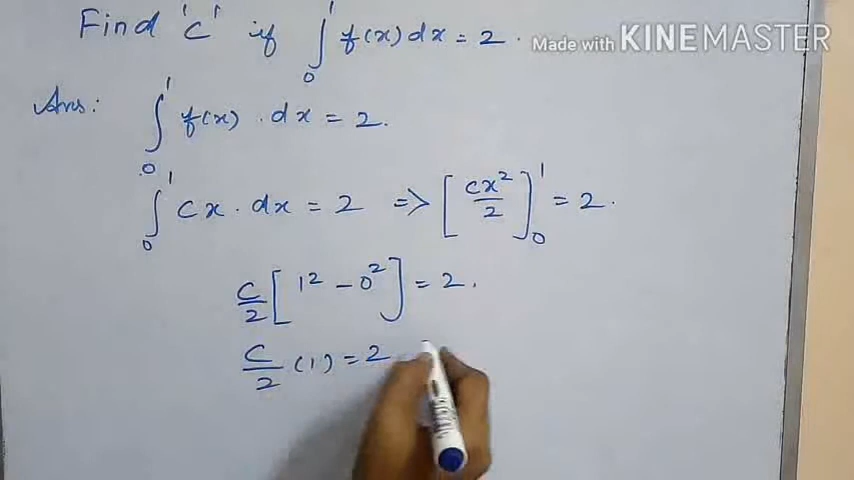 Find 'c' if ∫₀¹ f(x) dx = 2.
Made with KINEMASTER
Ans: ∫₀¹ f(x) . dx = 2.
∫₀¹ cx . dx = 2 => [cx²/2]₀¹ = 2.
c/2 [1² - 0²] = 2.
c/2 (1) = 2